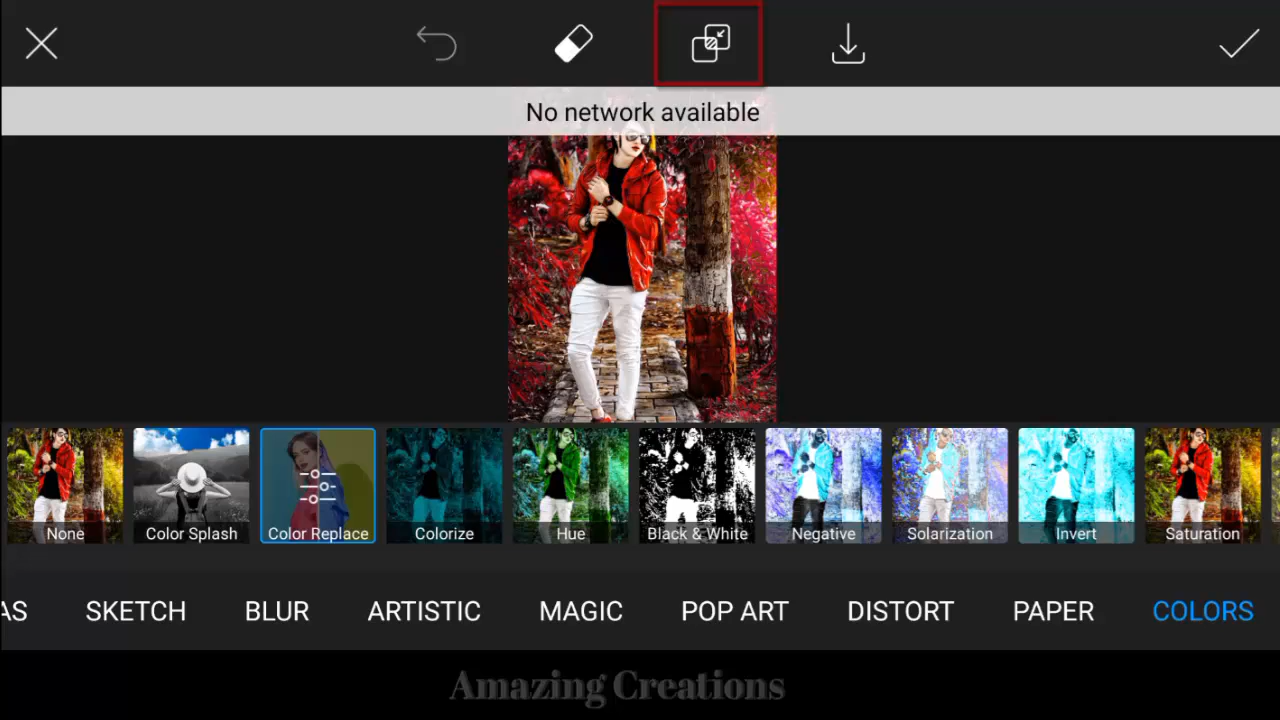 No network available
None
Color Splash
Color Replace
Colorize
Hue
Black & White
Negative
Solarization
Invert
Saturation
AS
SKETCH
BLUR
ARTISTIC
MAGIC
POP ART
DISTORT
PAPER
COLORS
Amazing Creations